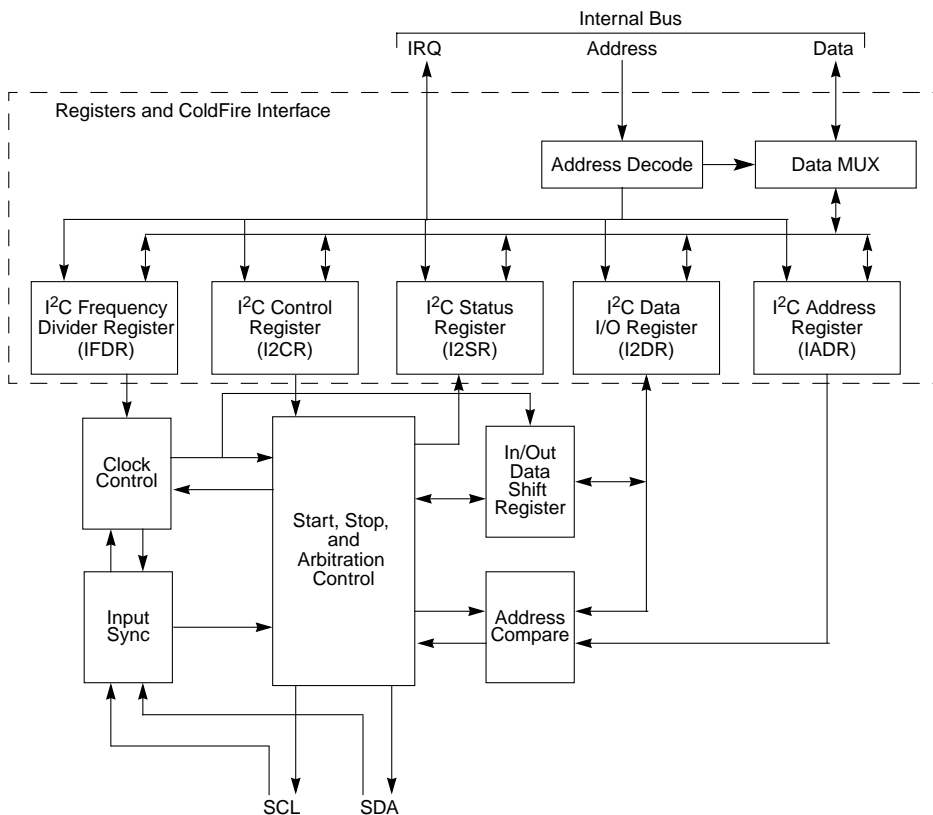 Internal Bus
IRQ
Address
Data
Registers and ColdFire Interface
Address Decode
Data MUX
I²C Frequency
Divider Register
(IFDR)
I²C Control
Register
(I2CR)
I²C Status
Register
(I2SR)
I²C Data
I/O Register
(I2DR)
I²C Address
Register
(IADR)
Clock
Control
Start, Stop,
and
Arbitration
Control
In/Out
Data
Shift
Register
Input
Sync
Address
Compare
SCL
SDA